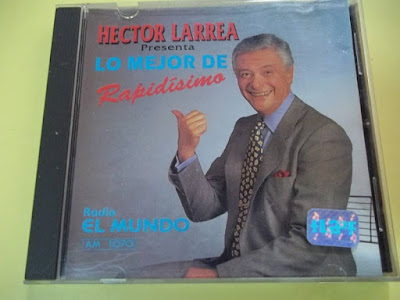 HECTOR LARREA
Presenta
LO MEJOR DE
Rapidísimo
Radio
EL MUNDO
AM 1070